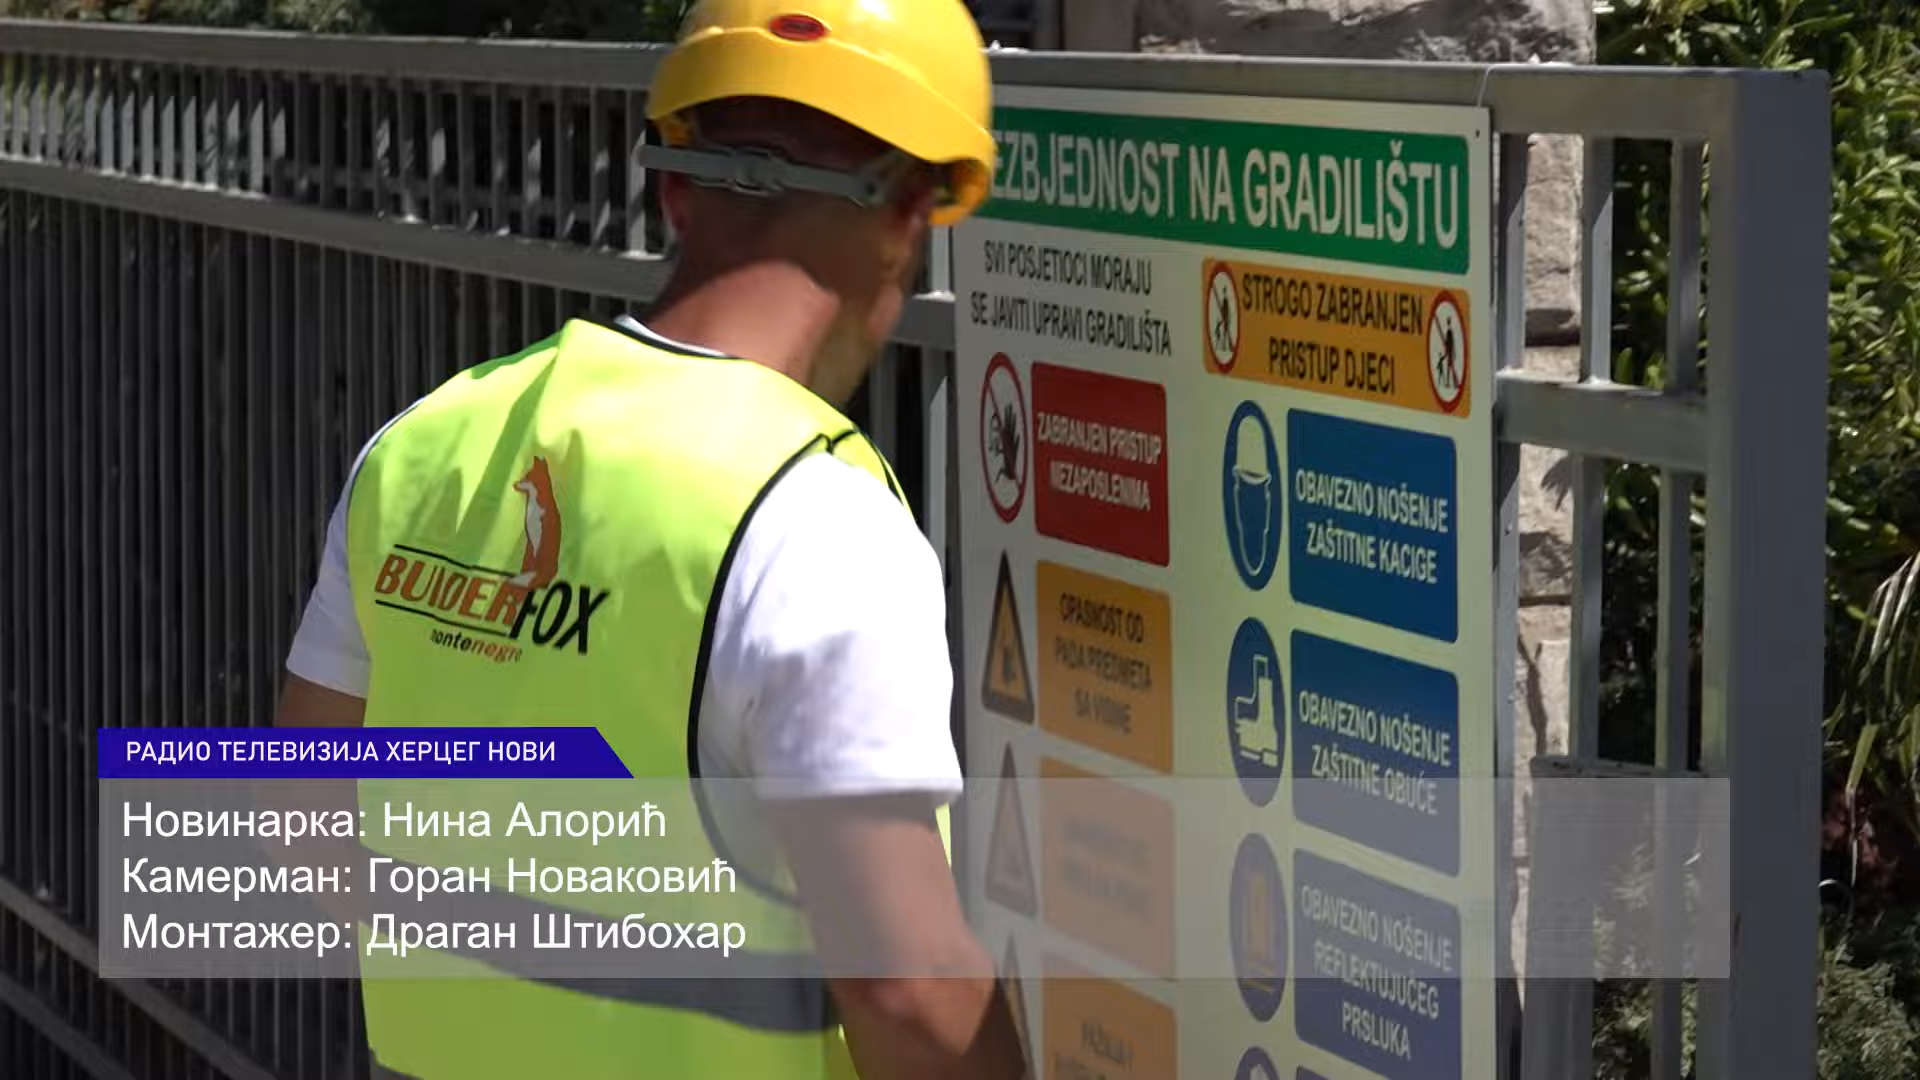 EZBJEDNOST NA GRADILIŠTU
SVI POSJETIOCI MORAJU
SE JAVITI UPRAVI GRADILIŠTA
STROGO ZABRANJEN
PRISTUP DJECI
ZABRANJEN PRISTUP
NEZAPOSLENIMA
OBAVEZNO NOŠENJE
ZAŠTITNE KACIGE
OPASNOST OD
PADA PREDMETA
SA VISINE
OBAVEZNO NOŠENJE
ZAŠTITNE OBUĆE
OBAVEZNO NOŠENJE
REFLEKTUJUĆEG
PRSLUKA
BUILDERFOX
montenegro
РАДИО ТЕЛЕВИЗИЈА ХЕРЦЕГ НОВИ
Новинарка: Нина Алорић
Камерман: Горан Новаковић
Монтажер: Драган Штибохар